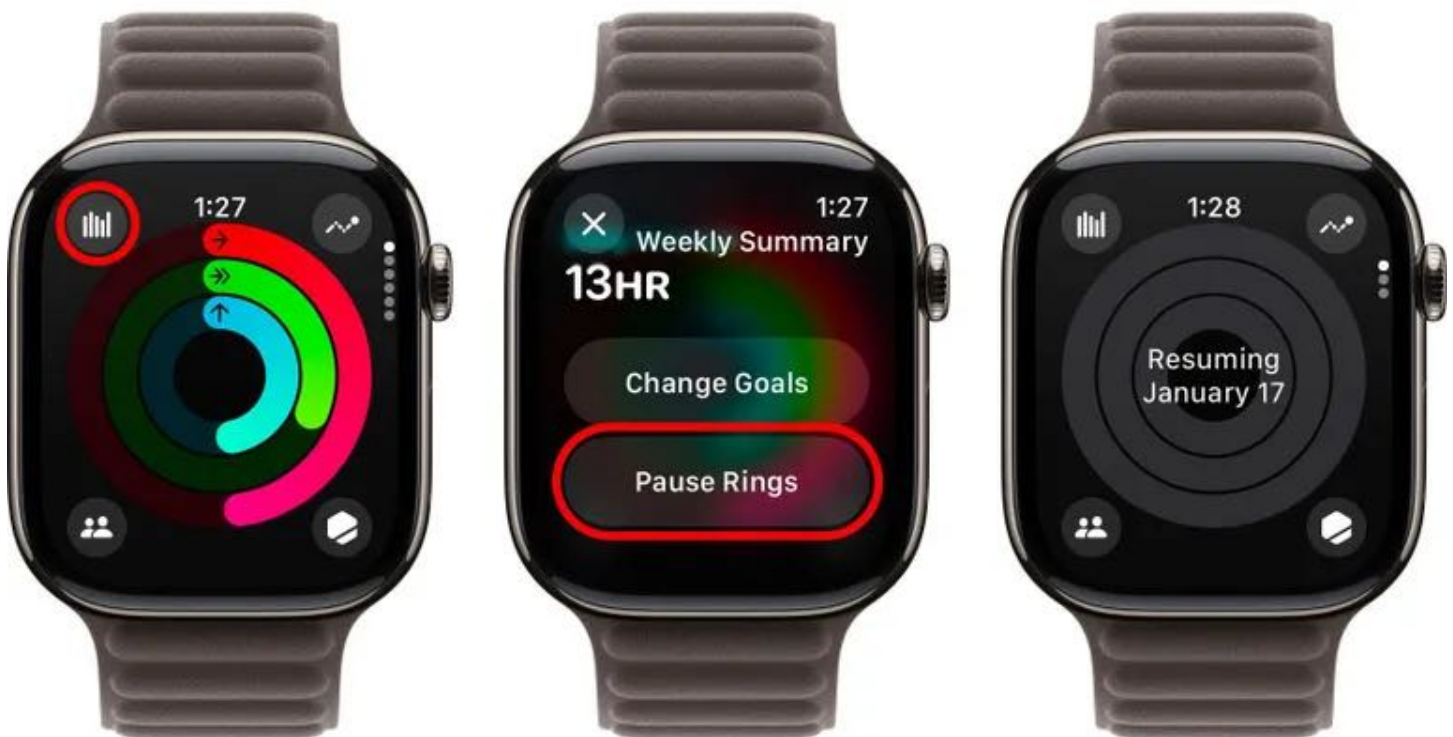 1:27
1:27
Weekly Summary
13HR
Change Goals
Pause Rings
1:28
Resuming
January 17